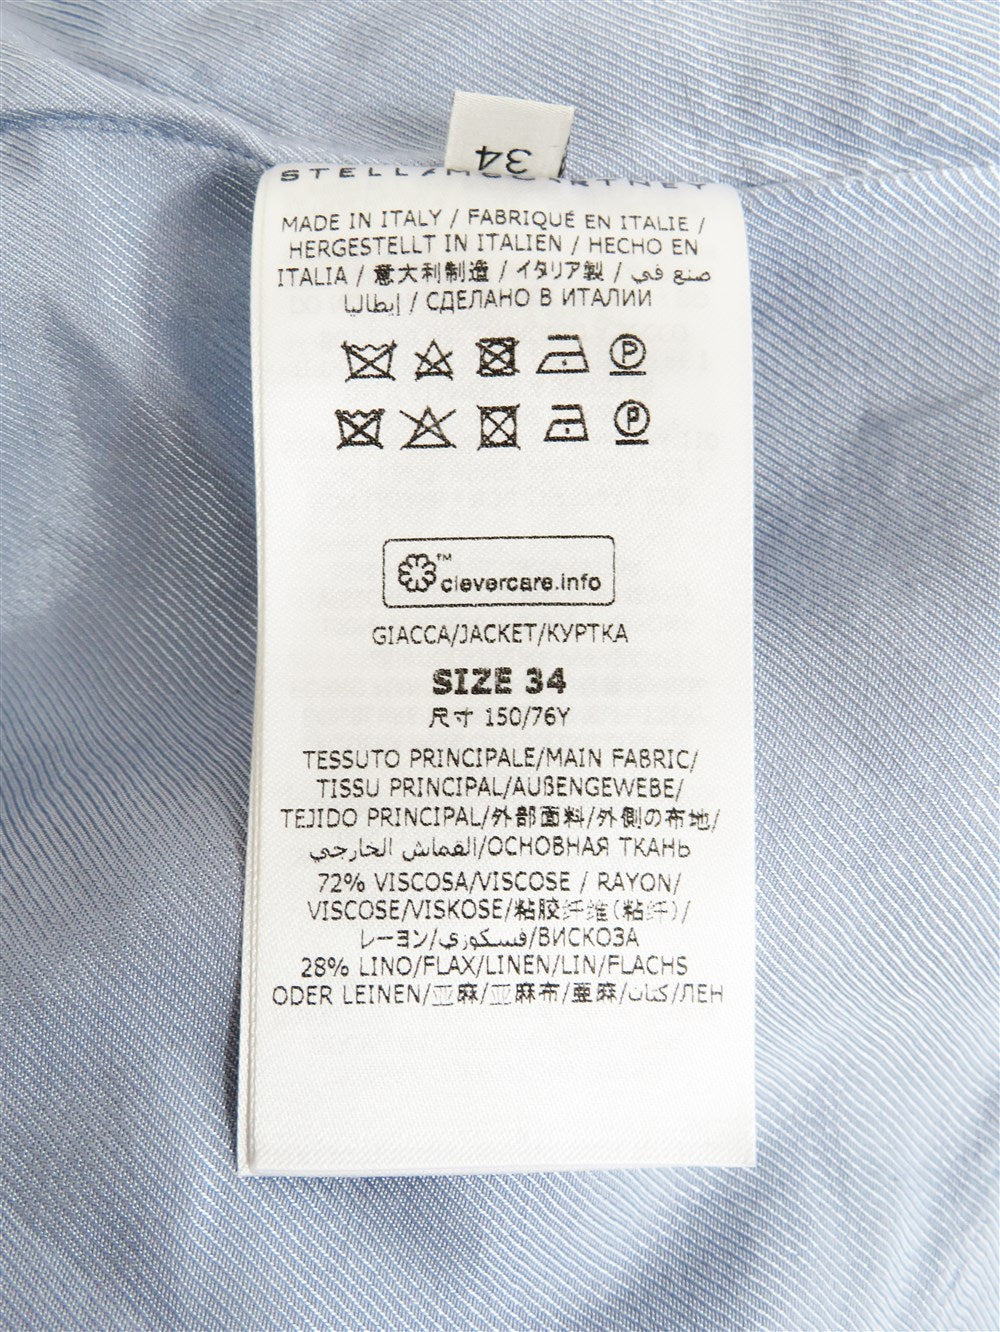 34
STELLAMCCARTNEY
MADE IN ITALY / FABRIQUÉ EN ITALIE /
HERGESTELLT IN ITALIEN / HECHO EN
ITALIA / 意大利制造 / イタリア製 / صنع في
إيطاليا / СДЕЛАНО В ИТАЛИИ
P
P
™
clevercare.info
GIACCA/JACKET/КУРТКА
SIZE 34
尺寸 150/76Y
TESSUTO PRINCIPALE/MAIN FABRIC/
TISSU PRINCIPAL/AUßENGEWEBE/
TEJIDO PRINCIPAL/外部面料/外側の布地/
القماش الخارجي/ОСНОВНАЯ ТКАНЬ
72% VISCOSA/VISCOSE / RAYON/
VISCOSE/VISKOSE/粘胶纤维(粘纤)/
レーヨン/فسكوزي/ВИСКОЗА
28% LINO/FLAX/LINEN/LIN/FLACHS
ODER LEINEN/亚麻/亚麻布/亜麻/كتان/ЛЕН